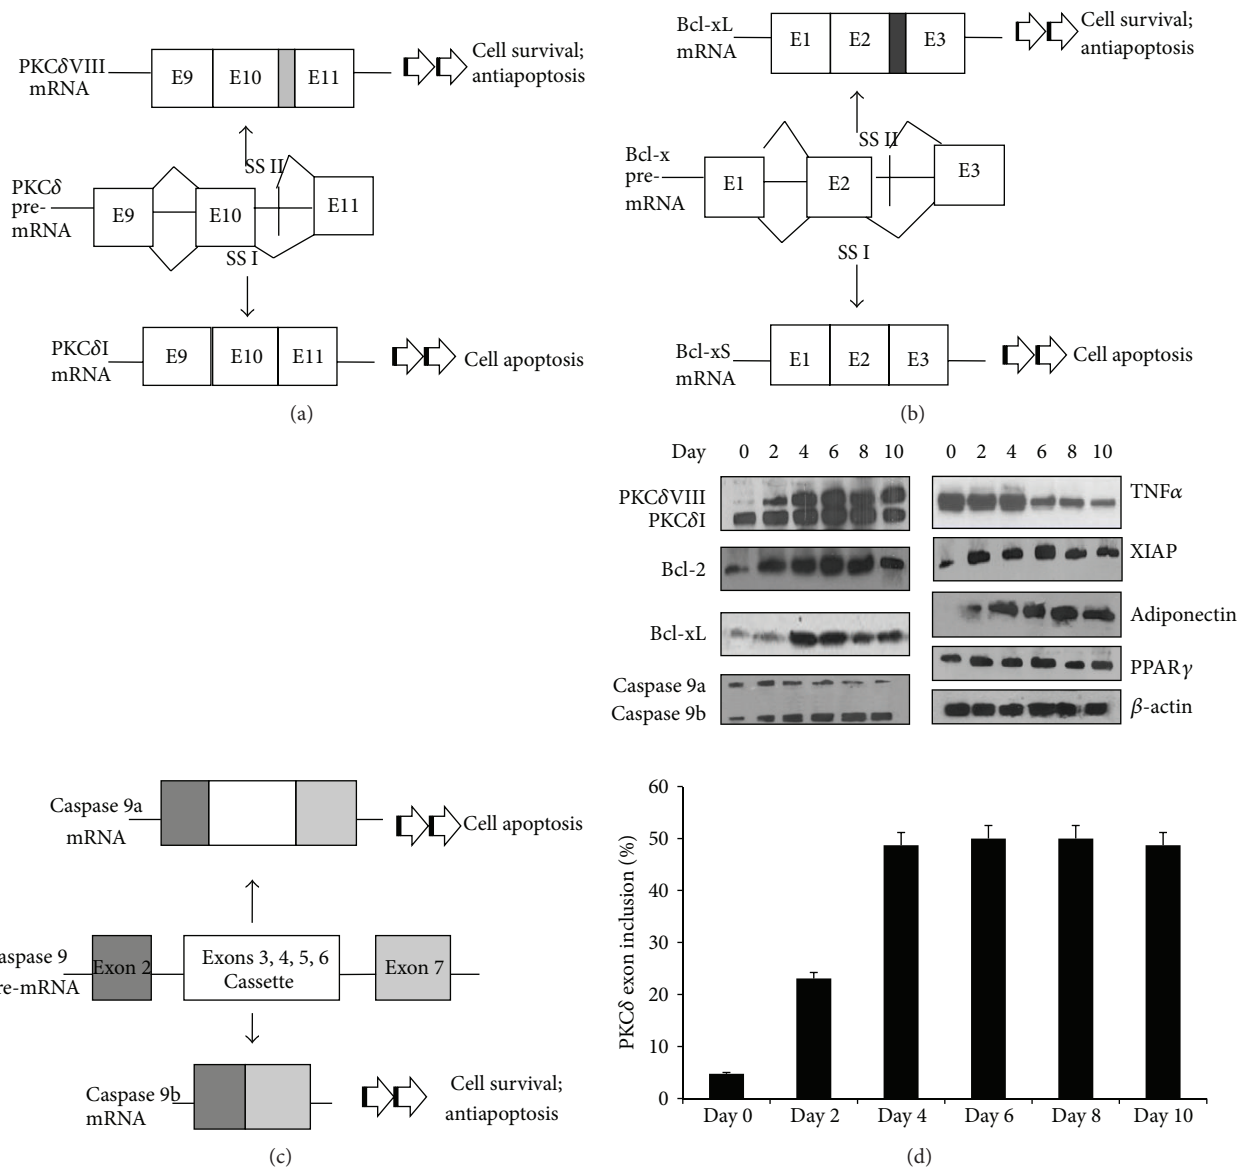 PKCδVIII
mRNA
E9 E10 E11
Cell survival;
antiapoptosis
SS II
PKCδ
pre-
mRNA
E9 E10 E11
SS I
PKCδI
mRNA
E9 E10 E11
Cell apoptosis
(a)
Bcl-xL
mRNA
E1 E2 E3
Cell survival;
antiapoptosis
SS II
Bcl-x
pre-
mRNA
E1 E2 E3
SS I
Bcl-xS
mRNA
E1 E2 E3
Cell apoptosis
(b)
Caspase 9a
mRNA
Cell apoptosis
aspase 9
re-mRNA
Exon 2
Exons 3, 4, 5, 6
Cassette
Exon 7
Caspase 9b
mRNA
Cell survival;
antiapoptosis
(c)
Day 0 2 4 6 8 10
PKCδVIII
PKCδI
Bcl-2
Bcl-xL
Caspase 9a
Caspase 9b
0 2 4 6 8 10
TNFα
XIAP
Adiponectin
PPARγ
β-actin
PKCδ exon inclusion (%)
60
50
40
30
20
10
0
Day 0 Day 2 Day 4 Day 6 Day 8 Day 10
(d)